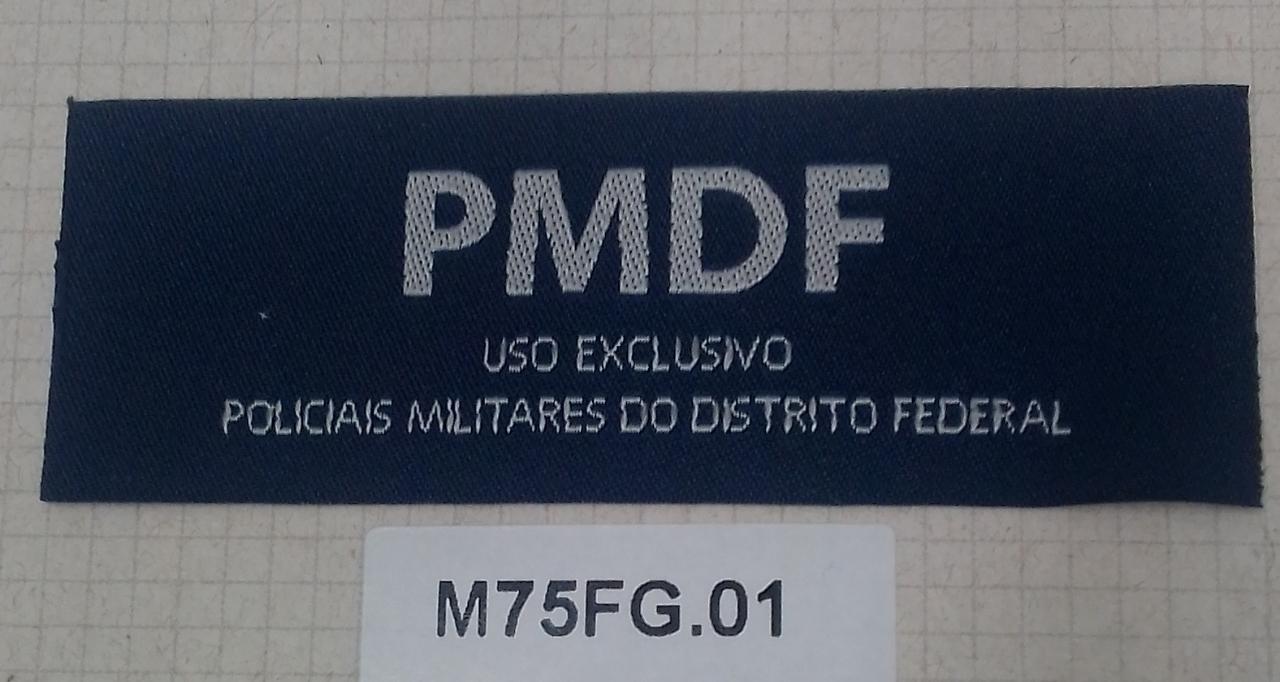 PMDF
USO EXCLUSIVO
POLICIAIS MILITARES DO DISTRITO FEDERAL
M75FG.01